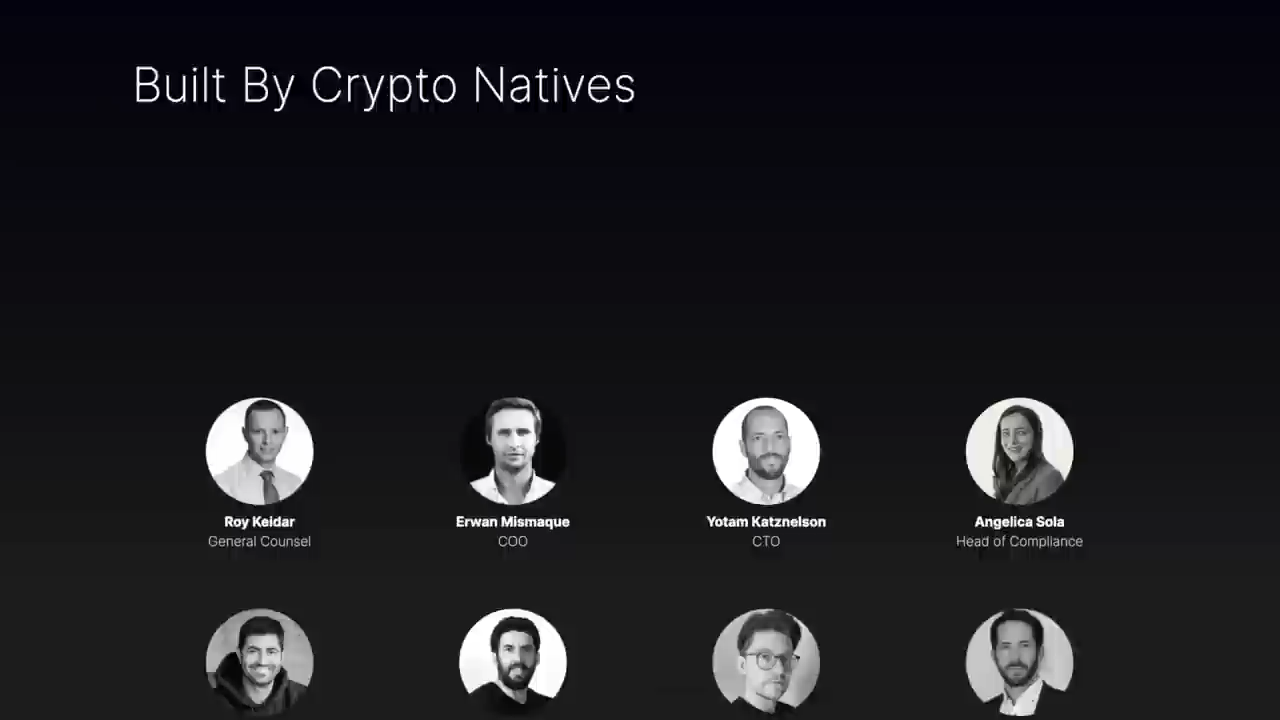 Built By Crypto Natives
Roy Keidar
General Counsel
Erwan Mismaque
COO
Yotam Katznelson
CTO
Angelica Sola
Head of Compliance